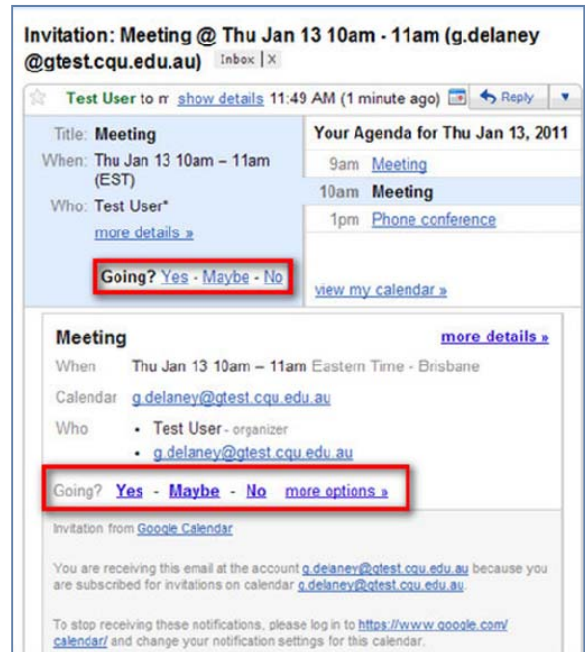 Invitation: Meeting @ Thu Jan 13 10am - 11am (g.delaney
@gtest.cqu.edu.au) Inbox | X
Test User to m show details 11:49 AM (1 minute ago) Reply
Title: Meeting
When: Thu Jan 13 10am – 11am
(EST)
Who: Test User*
more details »
Going? Yes - Maybe - No
Your Agenda for Thu Jan 13, 2011
9am Meeting
10am Meeting
1pm Phone conference
view my calendar »
Meeting more details »
When Thu Jan 13 10am – 11am Eastern Time - Brisbane
Calendar g.delaney@gtest.cqu.edu.au
Who • Test User - organizer
• g.delaney@gtest.cqu.edu.au
Going? Yes - Maybe - No more options »
Invitation from Google Calendar
You are receiving this email at the account g.delaney@gtest.cqu.edu.au because you
are subscribed for invitations on calendar g.delaney@gtest.cqu.edu.au.
To stop receiving these notifications, please log in to https://www.google.com/
calendar/ and change your notification settings for this calendar.